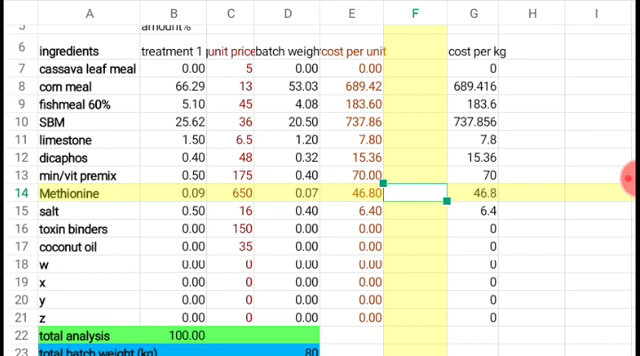 A B C D E F G H I
5 amount%
6 ingredients treatment 1 unit price batch weigh cost per unit cost per kg
7 cassava leaf meal 0.00 5 0.00 0.00 0
8 corn meal 66.29 13 53.03 689.42 689.416
9 fishmeal 60% 5.10 45 4.08 183.60 183.6
10 SBM 25.62 36 20.50 737.86 737.856
11 limestone 1.50 6.5 1.20 7.80 7.8
12 dicaphos 0.40 48 0.32 15.36 15.36
13 min/vit premix 0.50 175 0.40 70.00 70
14 Methionine 0.09 650 0.07 46.80 46.8
15 salt 0.50 16 0.40 6.40 6.4
16 toxin binders 0.00 150 0.00 0.00 0
17 coconut oil 0.00 35 0.00 0.00 0
18 w 0.00 0 0.00 0.00 0
19 x 0.00 0 0.00 0.00 0
20 y 0.00 0 0.00 0.00 0
21 z 0.00 0 0.00 0.00 0
22 total analysis 100.00
23 total batch weight (kg) 80